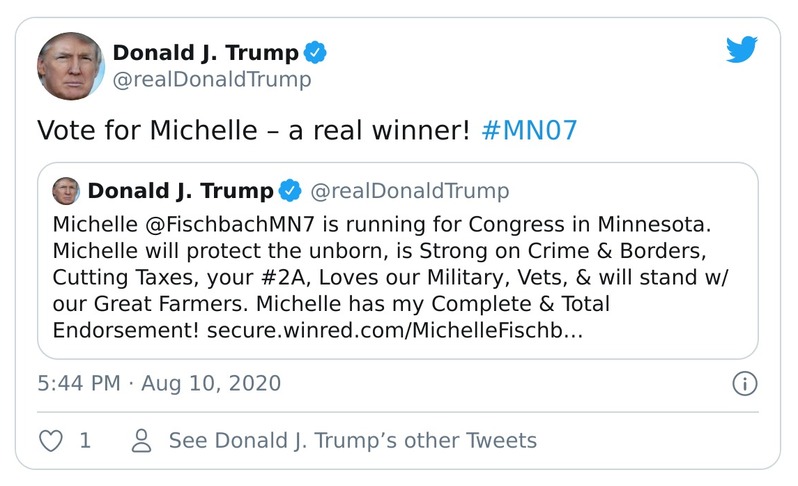 Donald J. Trump
@realDonaldTrump
Vote for Michelle – a real winner! #MN07
Donald J. Trump @realDonaldTrump
Michelle @FischbachMN7 is running for Congress in Minnesota.
Michelle will protect the unborn, is Strong on Crime & Borders,
Cutting Taxes, your #2A, Loves our Military, Vets, & will stand w/
our Great Farmers. Michelle has my Complete & Total
Endorsement! secure.winred.com/MichelleFischb…
5:44 PM · Aug 10, 2020
1 See Donald J. Trump’s other Tweets